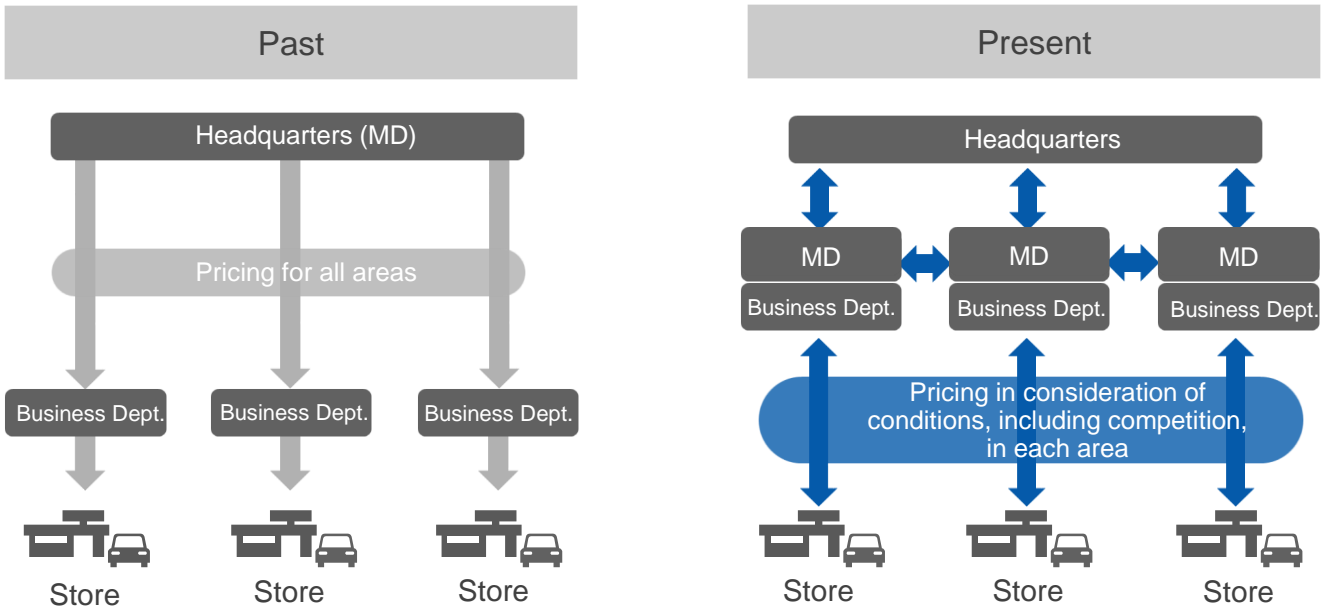 Past
Headquarters (MD)
Pricing for all areas
Business Dept.
Business Dept.
Business Dept.
Store
Store
Store
Present
Headquarters
MD
MD
MD
Business Dept.
Business Dept.
Business Dept.
Pricing in consideration of
conditions, including competition,
in each area
Store
Store
Store